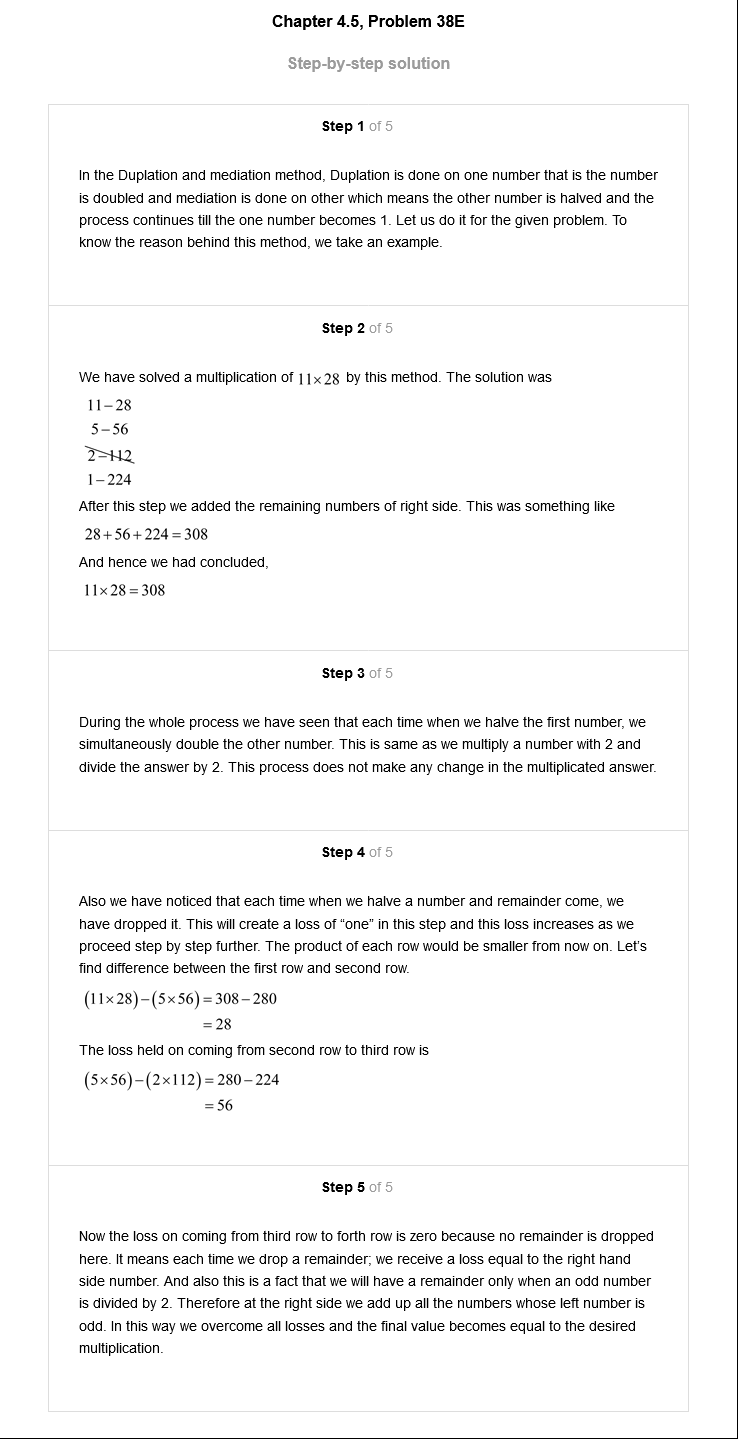 Chapter 4.5, Problem 38E
Step-by-step solution
Step 1 of 5
In the Duplation and mediation method, Duplation is done on one number that is the number
is doubled and mediation is done on other which means the other number is halved and the
process continues till the one number becomes 1. Let us do it for the given problem. To
know the reason behind this method, we take an example.
Step 2 of 5
We have solved a multiplication of 11×28 by this method. The solution was
11−28
5−56
2−112
1−224
After this step we added the remaining numbers of right side. This was something like
28+56+224=308
And hence we had concluded,
11×28=308
Step 3 of 5
During the whole process we have seen that each time when we halve the first number, we
simultaneously double the other number. This is same as we multiply a number with 2 and
divide the answer by 2. This process does not make any change in the multiplicated answer.
Step 4 of 5
Also we have noticed that each time when we halve a number and remainder come, we
have dropped it. This will create a loss of “one” in this step and this loss increases as we
proceed step by step further. The product of each row would be smaller from now on. Let’s
find difference between the first row and second row.
(11×28)−(5×56)=308−280
=28
The loss held on coming from second row to third row is
(5×56)−(2×112)=280−224
=56
Step 5 of 5
Now the loss on coming from third row to forth row is zero because no remainder is dropped
here. It means each time we drop a remainder; we receive a loss equal to the right hand
side number. And also this is a fact that we will have a remainder only when an odd number
is divided by 2. Therefore at the right side we add up all the numbers whose left number is
odd. In this way we overcome all losses and the final value becomes equal to the desired
multiplication.